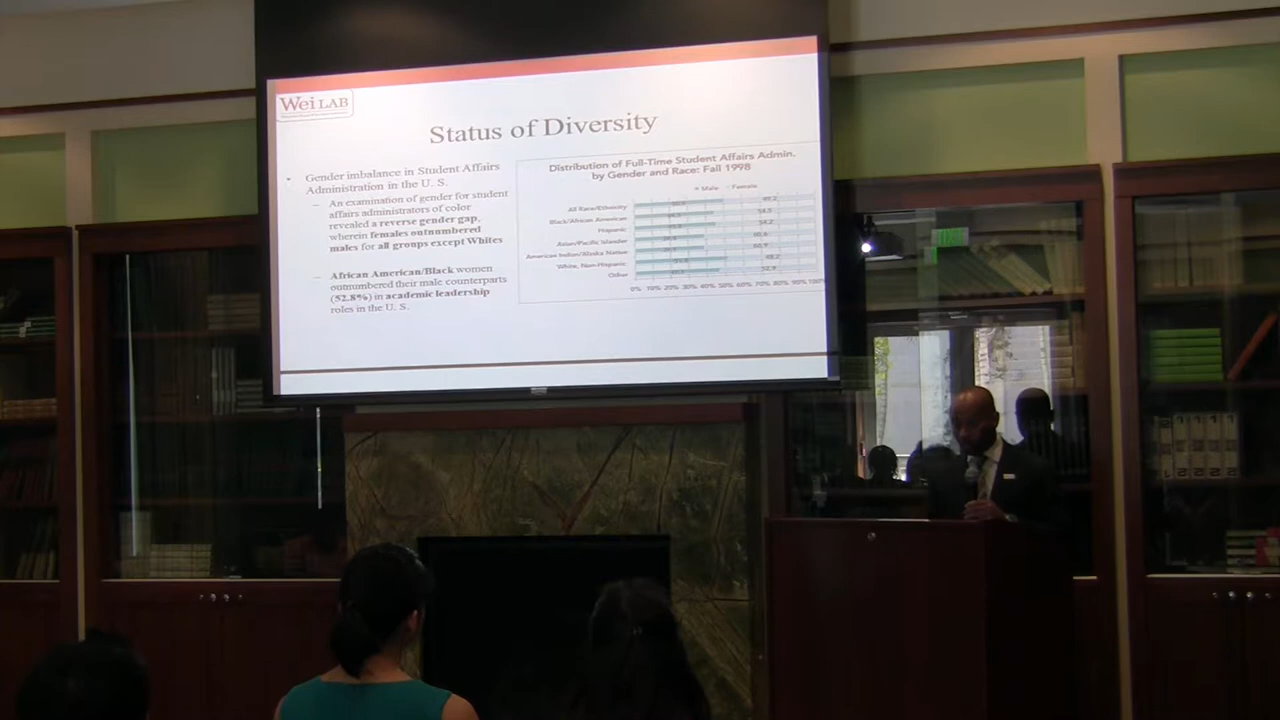 Wei LAB
Status of Diversity
• Gender imbalance in Student Affairs
Administration in the U. S.
– An examination of gender for student
affairs administrators of color
revealed a reverse gender gap,
wherein females outnumbered
males for all groups except Whites
– African American/Black women
outnumbered their male counterparts
(52.8%) in academic leadership
roles in the U. S.
Distribution of Full-Time Student Affairs Admin.
by Gender and Race: Fall 1998
Male Female
All Race/Ethnicity
Black/African American
Hispanic
Asian/Pacific Islander
American Indian/Alaska Native
White, Non-Hispanic
Other
0% 10% 20% 30% 40% 50% 60% 70% 80% 90% 100%